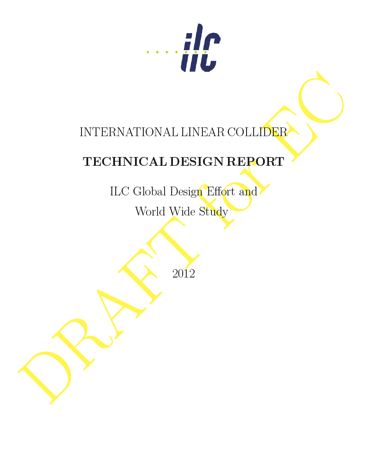 ilc
INTERNATIONAL LINEAR COLLIDER
TECHNICAL DESIGN REPORT
ILC Global Design Effort and
World Wide Study
2012
DRAFT for EC